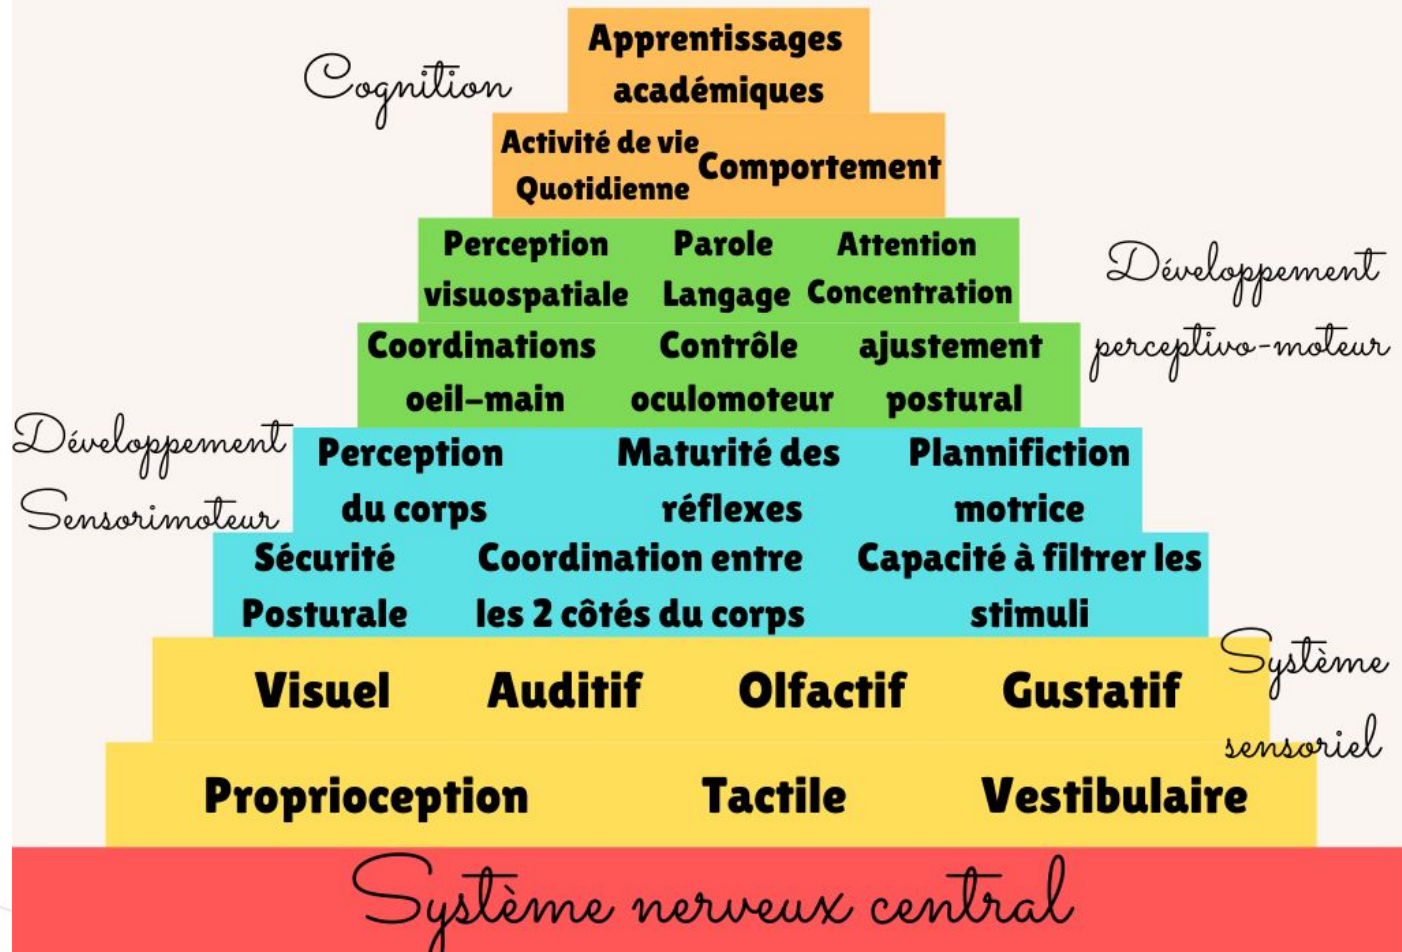 Cognition
Apprentissages
académiques
Activité de vie
Quotidienne
Comportement
Perception Parole Attention
visuospatiale Langage Concentration
Développement
perceptivo-moteur
Coordinations Contrôle ajustement
oeil-main oculomoteur postural
Développement
Sensorimoteur
Perception Maturité des Plannifiction
du corps réflexes motrice
Sécurité Coordination entre Capacité à filtrer les
Posturale les 2 côtés du corps stimuli
Système
sensoriel
Visuel Auditif Olfactif Gustatif
Proprioception Tactile Vestibulaire
Système nerveux central